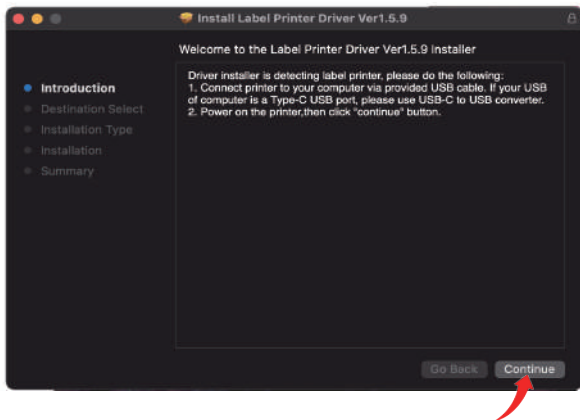 Install Label Printer Driver Ver1.5.9
Welcome to the Label Printer Driver Ver1.5.9 Installer
Introduction
Destination Select
Installation Type
Installation
Summary
Driver installer is detecting label printer, please do the following:
1. Connect printer to your computer via provided USB cable. If your USB
of computer is a Type-C USB port, please use USB-C to USB converter.
2. Power on the printer,then click "continue" button.
Go Back
Continue